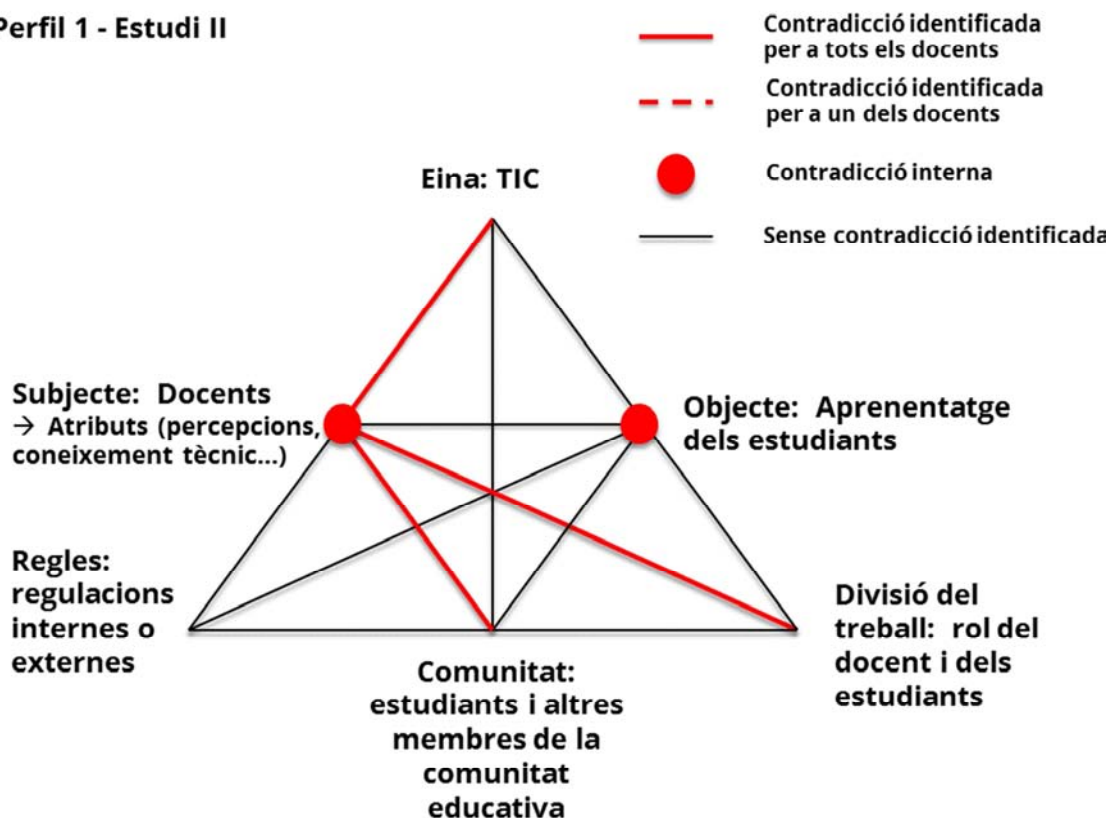 Perfil 1 - Estudi II
Contradicció identificada
per a tots els docents
Contradicció identificada
per a un dels docents
Contradicció interna
Sense contradicció identificada
Eina: TIC
Subjecte: Docents
→ Atributs (percepcions,
coneixement tècnic...)
Objecte: Aprenentatge
dels estudiants
Regles:
regulacions
internes o
externes
Comunitat:
estudiants i altres
membres de la
comunitat
educativa
Divisió del
treball: rol del
docent i dels
estudiants